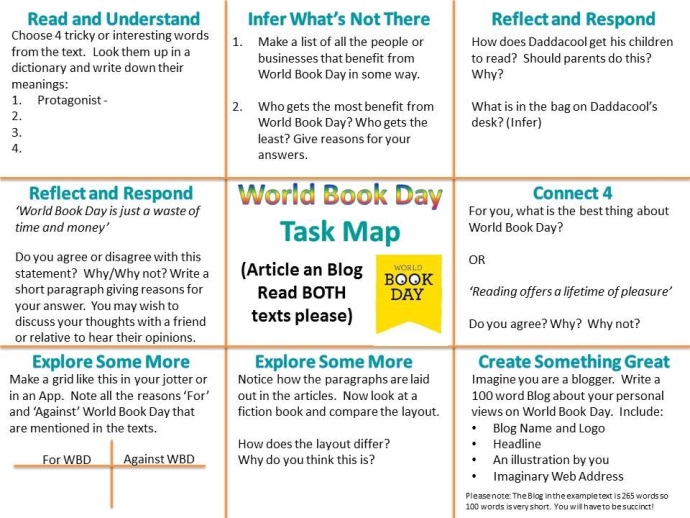 Read and Understand
Choose 4 tricky or interesting words
from the text. Look them up in a
dictionary and write down their
meanings:
1. Protagonist -
2.
3.
4.
Infer What's Not There
1. Make a list of all the people or
businesses that benefit from
World Book Day in some way.
2. Who gets the most benefit from
World Book Day? Who gets the
least? Give reasons for your
answers.
Reflect and Respond
How does Daddacool get his children
to read? Should parents do this?
Why?
What is in the bag on Daddacool's
desk? (Infer)
Reflect and Respond
'World Book Day is just a waste of
time and money'
Do you agree or disagree with this
statement? Why/Why not? Write a
short paragraph giving reasons for
your answer. You may wish to
discuss your thoughts with a friend
or relative to hear their opinions.
World Book Day
Task Map
(Article an Blog
Read BOTH
texts please)
WORLD
BOOK
DAY
Connect 4
For you, what is the best thing about
World Book Day?
OR
'Reading offers a lifetime of pleasure'
Do you agree? Why? Why not?
Explore Some More
Make a grid like this in your jotter or
in an App. Note all the reasons 'For'
and 'Against' World Book Day that
are mentioned in the texts.
For WBD Against WBD
Explore Some More
Notice how the paragraphs are laid
out in the articles. Now look at a
fiction book and compare the layout.
How does the layout differ?
Why do you think this is?
Create Something Great
Imagine you are a blogger. Write a
100 word Blog about your personal
views on World Book Day. Include:
• Blog Name and Logo
• Headline
• An illustration by you
• Imaginary Web Address
Please note: The Blog in the example text is 265 words so
100 words is very short. You will have to be succinct!